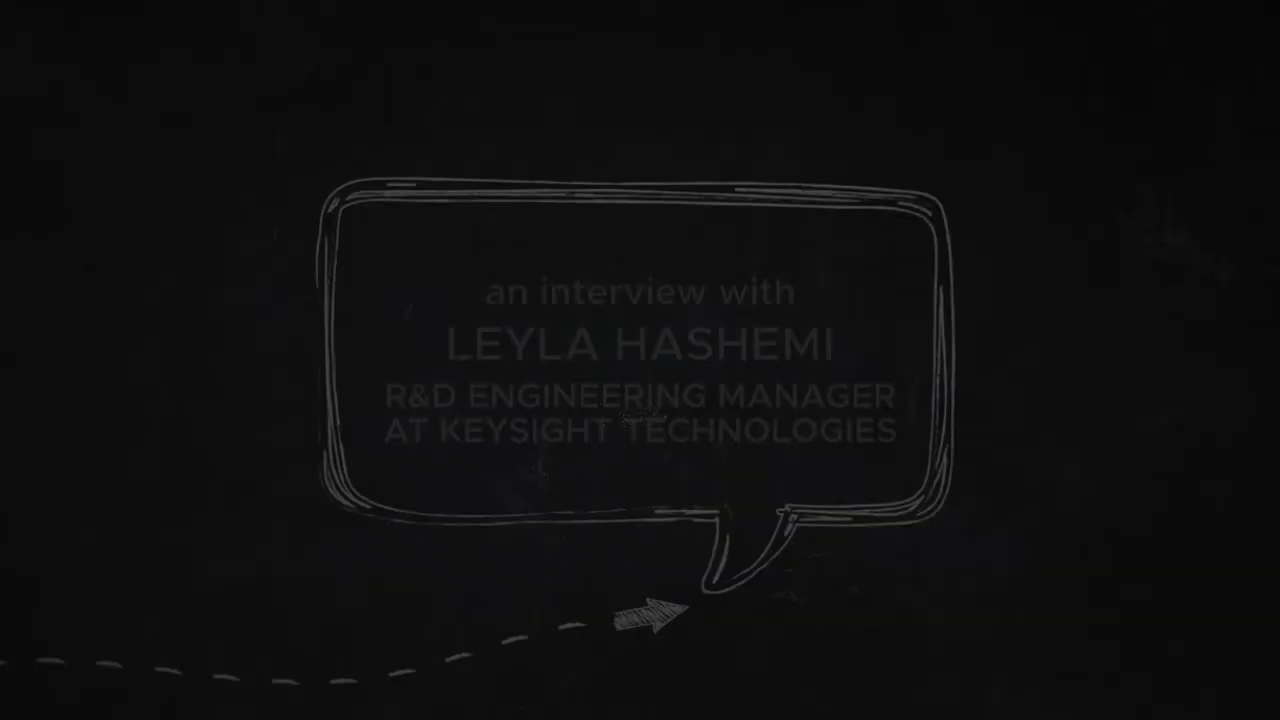 an interview with
LEYLA HASHEMI
R&D ENGINEERING MANAGER
AT KEYSIGHT TECHNOLOGIES